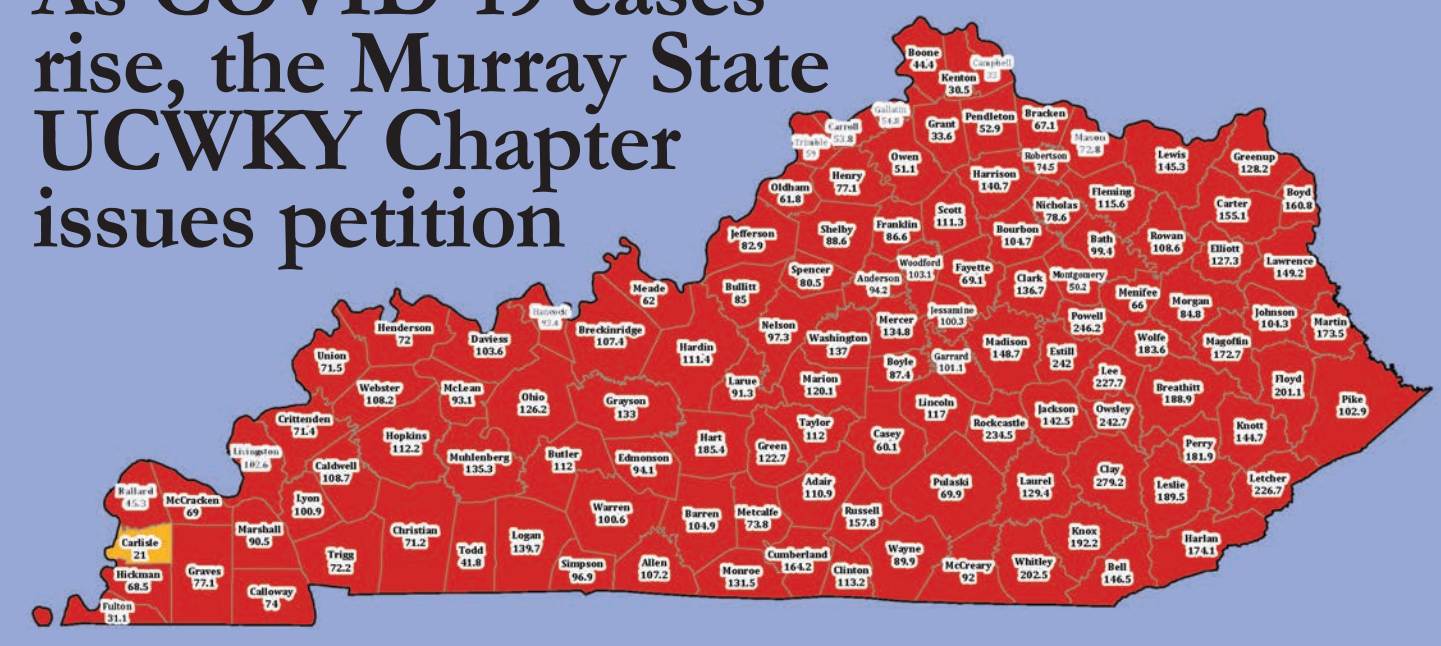 As COVID-19 cases
rise, the Murray State
UCWKY Chapter
issues petition
Boone
44.4
Campbell
33
Kenton
30.5
Gallatin
54.8
Carroll
53.8
Trimble
59
Grant
33.6
Pendleton
52.9
Bracken
67.1
Mason
72.8
Owen
51.1
Robertson
74.5
Lewis
145.3
Greenup
128.2
Henry
77.1
Oldham
61.8
Harrison
140.7
Fleming
115.6
Boyd
160.8
Carter
155.1
Nicholas
78.6
Scott
111.3
Jefferson
82.9
Shelby
88.6
Franklin
86.6
Bourbon
104.7
Bath
99.4
Rowan
108.6
Elliott
127.3
Lawrence
149.2
Spencer
80.5
Anderson
94.2
Woodford
103.1
Fayette
69.1
Clark
136.7
Montgomery
50.2
Menifee
66
Morgan
84.8
Meade
62
Bullitt
85
Hancock
93.4
Henderson
72
Daviess
103.6
Breckinridge
107.4
Nelson
97.3
Washington
137
Mercer
134.8
Jessamine
100.3
Powell
246.2
Johnson
104.3
Martin
173.5
Union
71.5
Hardin
111.4
Boyle
87.4
Garrard
101.1
Madison
148.7
Estill
242
Wolfe
183.6
Magoffin
172.7
Webster
108.2
McLean
93.1
Ohio
126.2
Grayson
133
Larue
91.3
Marion
120.1
Lee
227.7
Breathitt
188.9
Floyd
201.1
Pike
102.9
Crittenden
71.4
Lincoln
117
Rockcastle
234.5
Jackson
142.5
Owsley
242.7
Hopkins
112.2
Muhlenberg
135.3
Butler
112
Edmonson
94.1
Hart
185.4
Green
122.7
Taylor
112
Casey
60.1
Perry
181.9
Knott
144.7
Livingston
102.6
Caldwell
108.7
Ballard
45.3
McCracken
69
Lyon
100.9
Adair
110.9
Pulaski
69.9
Laurel
129.4
Clay
279.2
Leslie
189.5
Letcher
226.7
Warren
100.6
Barren
104.9
Metcalfe
73.8
Russell
157.8
Carlisle
21
Marshall
90.5
Christian
71.2
Logan
139.7
Knox
192.2
Harlan
174.1
Trigg
72.2
Todd
41.8
Simpson
96.9
Allen
107.2
Monroe
131.5
Cumberland
164.2
Clinton
113.2
Wayne
89.9
McCreary
92
Whitley
202.5
Bell
146.5
Hickman
68.5
Graves
77.1
Calloway
74
Fulton
31.1